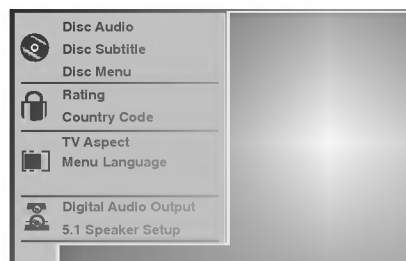 Disc Audio
Disc Subtitle
Disc Menu
Rating
Country Code
TV Aspect
Menu Language
Digital Audio Output
5.1 Speaker Setup